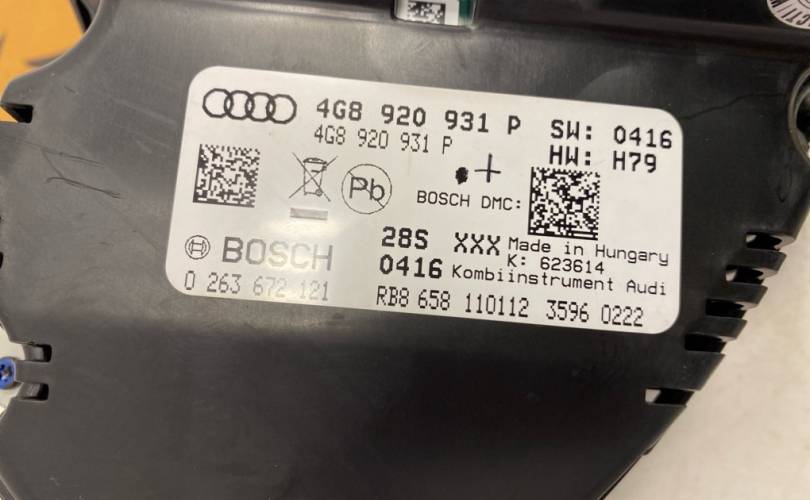 4G8 920 931 P SW: 0416
4G8 920 931 P HW: H79
Pb
BOSCH DMC:
BOSCH 28S XXX Made in Hungary
K: 623614
0416 Kombiinstrument Audi
0 263 672 121 RB8 658 110112 3596 0222